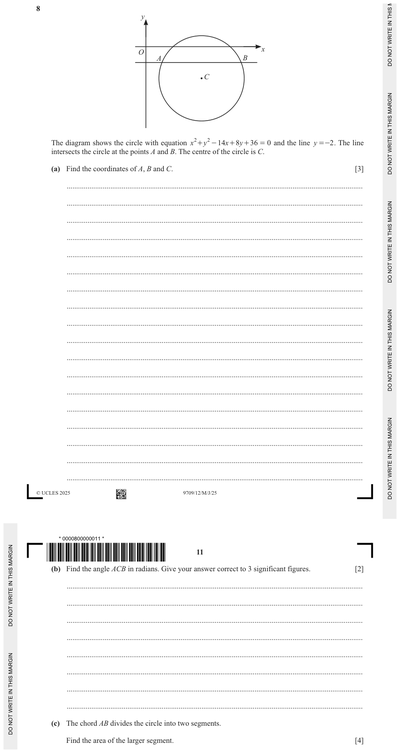 8
y
O
x
A
B
C
DO NOT WRITE IN THIS MARGIN
DO NOT WRITE IN THIS MARGIN
DO NOT WRITE IN THIS MARGIN
DO NOT WRITE IN THIS MARGIN
DO NOT WRITE IN THIS MARGIN
The diagram shows the circle with equation x² + y² − 14x + 8y + 36 = 0 and the line y = −2. The line
intersects the circle at the points A and B. The centre of the circle is C.
(a) Find the coordinates of A, B and C. [3]
© UCLES 2025 9709/12/M/J/25
* 0000800000011 *
11
DO NOT WRITE IN THIS MARGIN
DO NOT WRITE IN THIS MARGIN
(b) Find the angle ACB in radians. Give your answer correct to 3 significant figures. [2]
(c) The chord AB divides the circle into two segments.
Find the area of the larger segment. [4]